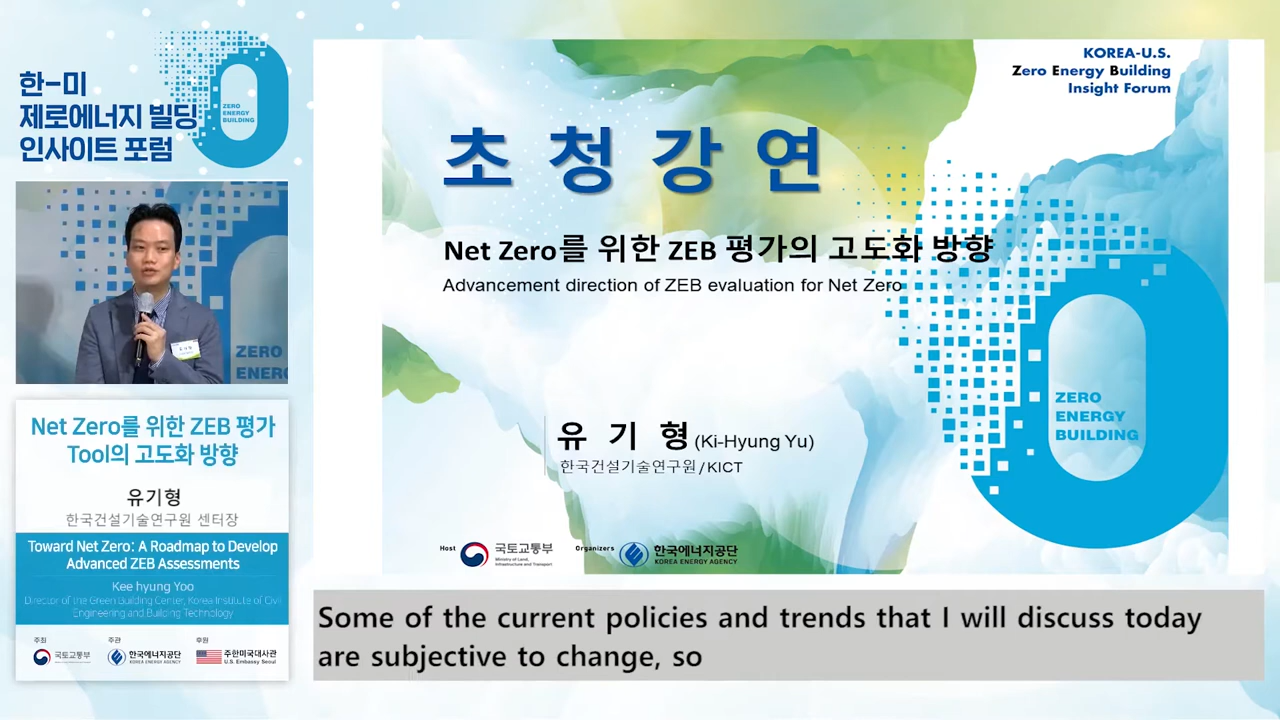 한-미
제로에너지 빌딩
인사이트 포럼
ZERO
ENERGY
BUILDING
ZERO
ENERG
Net Zero를 위한 ZEB 평가
Tool의 고도화 방향
유기형
한국건설기술연구원 센터장
Toward Net Zero: A Roadmap to Develop
Advanced ZEB Assessments
Kee hyung Yoo
Director of the Green Building Center, Korea Institute of Civil
Engineering and Building Technology
주최
주관
후원
국토교통부
한국에너지공단
KOREA ENERGY AGENCY
주한미국대사관
U.S. Embassy Seoul
KOREA-U.S.
Zero Energy Building
Insight Forum
초청강연
Net Zero를 위한 ZEB 평가의 고도화 방향
Advancement direction of ZEB evaluation for Net Zero
ZERO
ENERGY
BUILDING
유 기 형 (Ki-Hyung Yu)
한국건설기술연구원/KICT
Host
국토교통부
Ministry of Land,
Infrastructure and Transport
Organizers
한국에너지공단
KOREA ENERGY AGENCY
Some of the current policies and trends that I will discuss today
are subjective to change, so